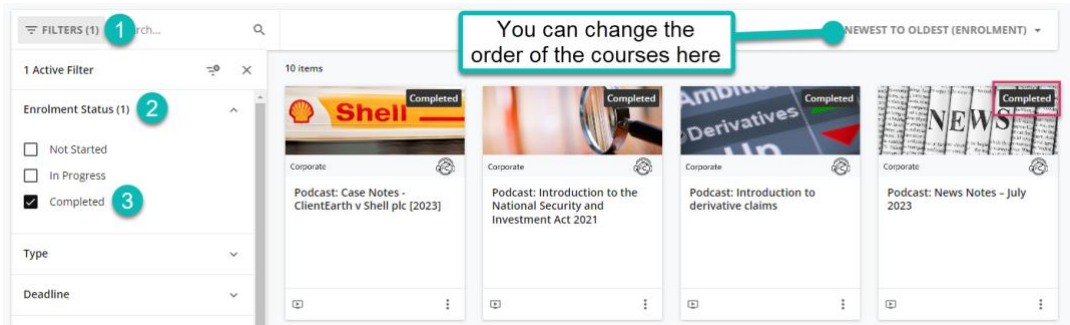 FILTERS (1)
1
rch...
You can change the
order of the courses here
NEWEST TO OLDEST (ENROLMENT)
1 Active Filter
10 items
Enrolment Status (1)
2
Not Started
In Progress
Completed
3
Type
Deadline
Completed
Shell
Corporate
Podcast: Case Notes -
ClientEarth v Shell plc [2023]
Completed
Corporate
Podcast: Introduction to the
National Security and
Investment Act 2021
Completed
Derivatives
Corporate
Podcast: Introduction to
derivative claims
Completed
NEWS
Corporate
Podcast: News Notes – July
2023